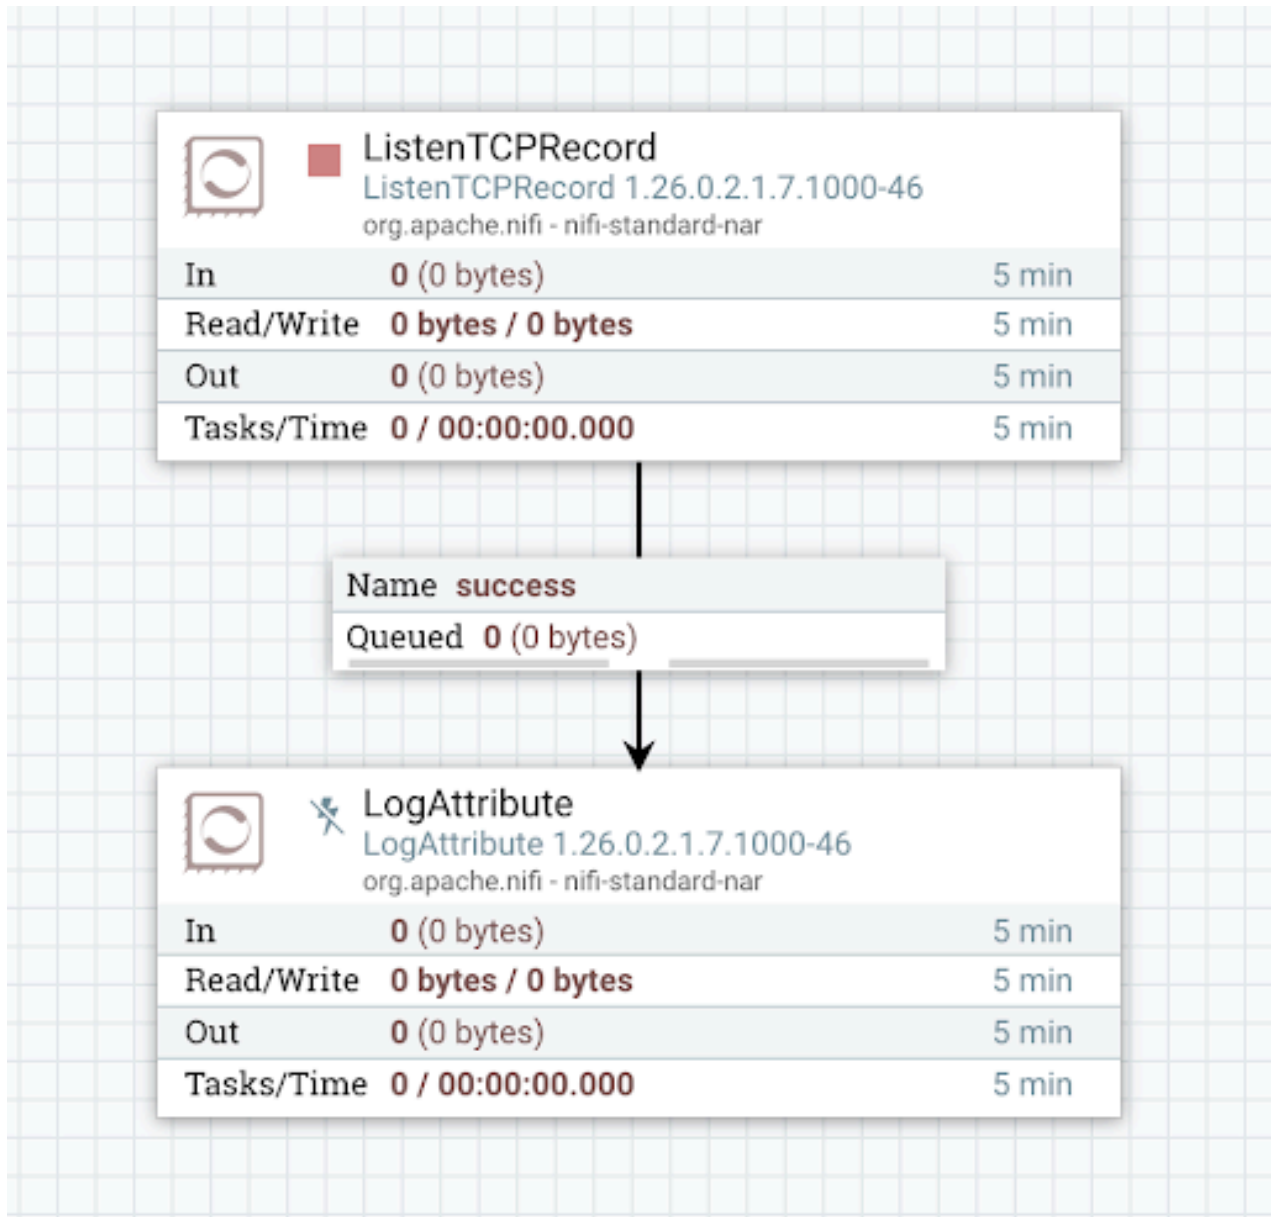 ListenTCPRecord
ListenTCPRecord 1.26.0.2.1.7.1000-46
org.apache.nifi - nifi-standard-nar
In 0 (0 bytes) 5 min
Read/Write 0 bytes / 0 bytes 5 min
Out 0 (0 bytes) 5 min
Tasks/Time 0 / 00:00:00.000 5 min
Name success
Queued 0 (0 bytes)
LogAttribute
LogAttribute 1.26.0.2.1.7.1000-46
org.apache.nifi - nifi-standard-nar
In 0 (0 bytes) 5 min
Read/Write 0 bytes / 0 bytes 5 min
Out 0 (0 bytes) 5 min
Tasks/Time 0 / 00:00:00.000 5 min